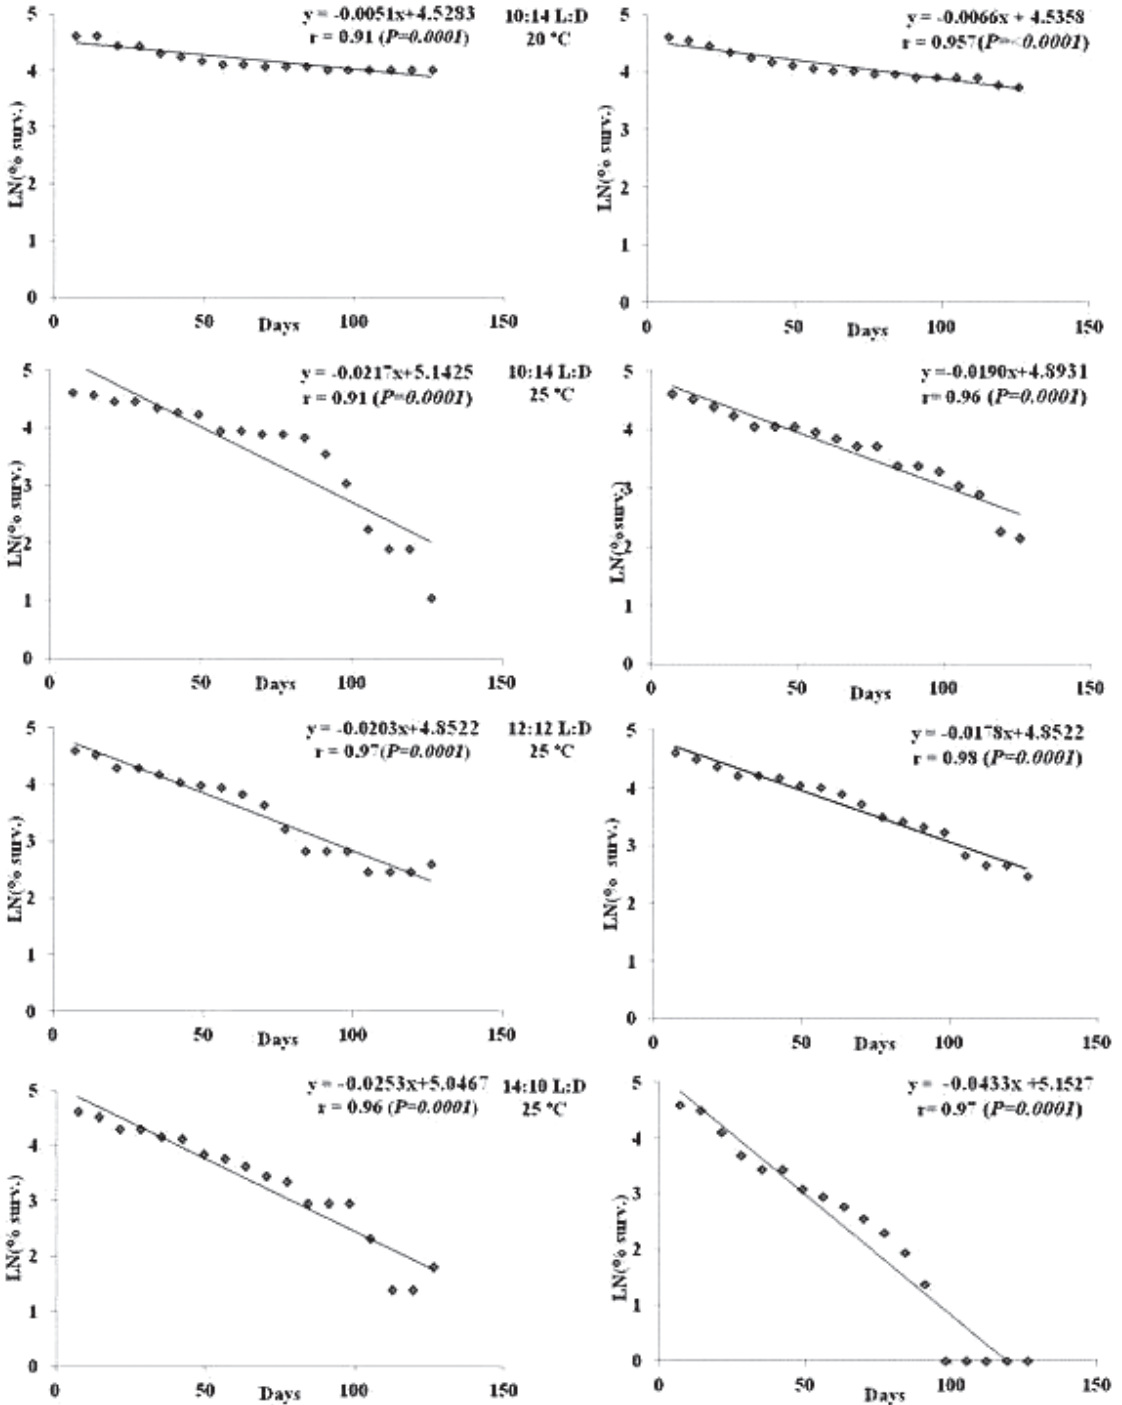 y = -0.0051x+4.5283 10:14 L:D
r = 0.91 (P=0.0001) 20 °C
LN(% surv.)
5
4
3
2
1
0
0 50 100 150
Days
y = -0.0066x + 4.5358
r = 0.957(P=<0.0001)
LN(% surv.)
5
4
3
2
1
0
0 50 100 150
Days
y = -0.0217x+5.1425 10:14 L:D
r = 0.91 (P=0.0001) 25 °C
LN(% surv.)
5
4
3
2
1
0
0 50 100 150
Days
y =-0.0190x+4.8931
r= 0.96 (P=0.0001)
LN(%surv.)
5
4
3
2
1
0
0 50 100 150
Days
y = -0.0203x+4.8522 12:12 L:D
r = 0.97(P=0.0001) 25 °C
LN(% surv.)
5
4
3
2
1
0
0 50 100 150
Days
y = -0.0178x+4.8522
r = 0.98 (P=0.0001)
LN(% surv.)
5
4
3
2
1
0
0 50 100 150
Days
y = -0.0253x+5.0467 14:10 L:D
r = 0.96 (P=0.0001) 25 °C
LN(% surv.)
5
4
3
2
1
0
0 50 100 150
Days
y = -0.0433x +5.1527
r= 0.97 (P=0.0001)
LN(% surv.)
5
4
3
2
1
0
0 50 100 150
Days